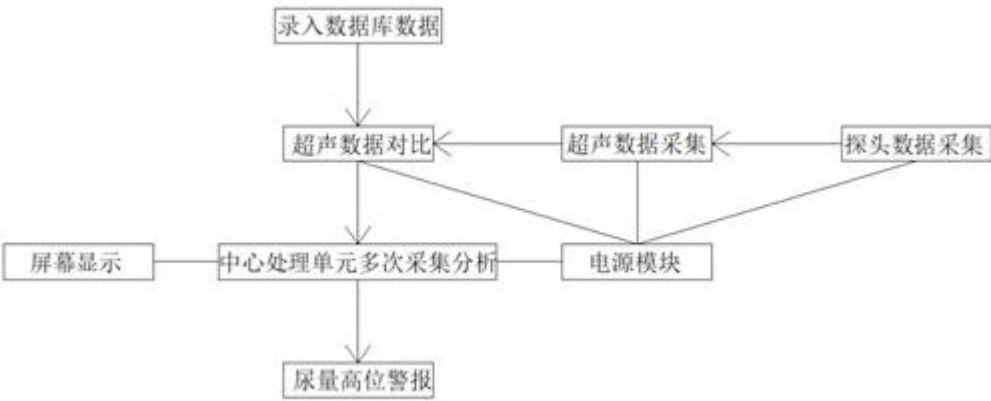 录入数据库数据
超声数据对比
超声数据采集
探头数据采集
屏幕显示
中心处理单元多次采集分析
电源模块
尿量高位警报